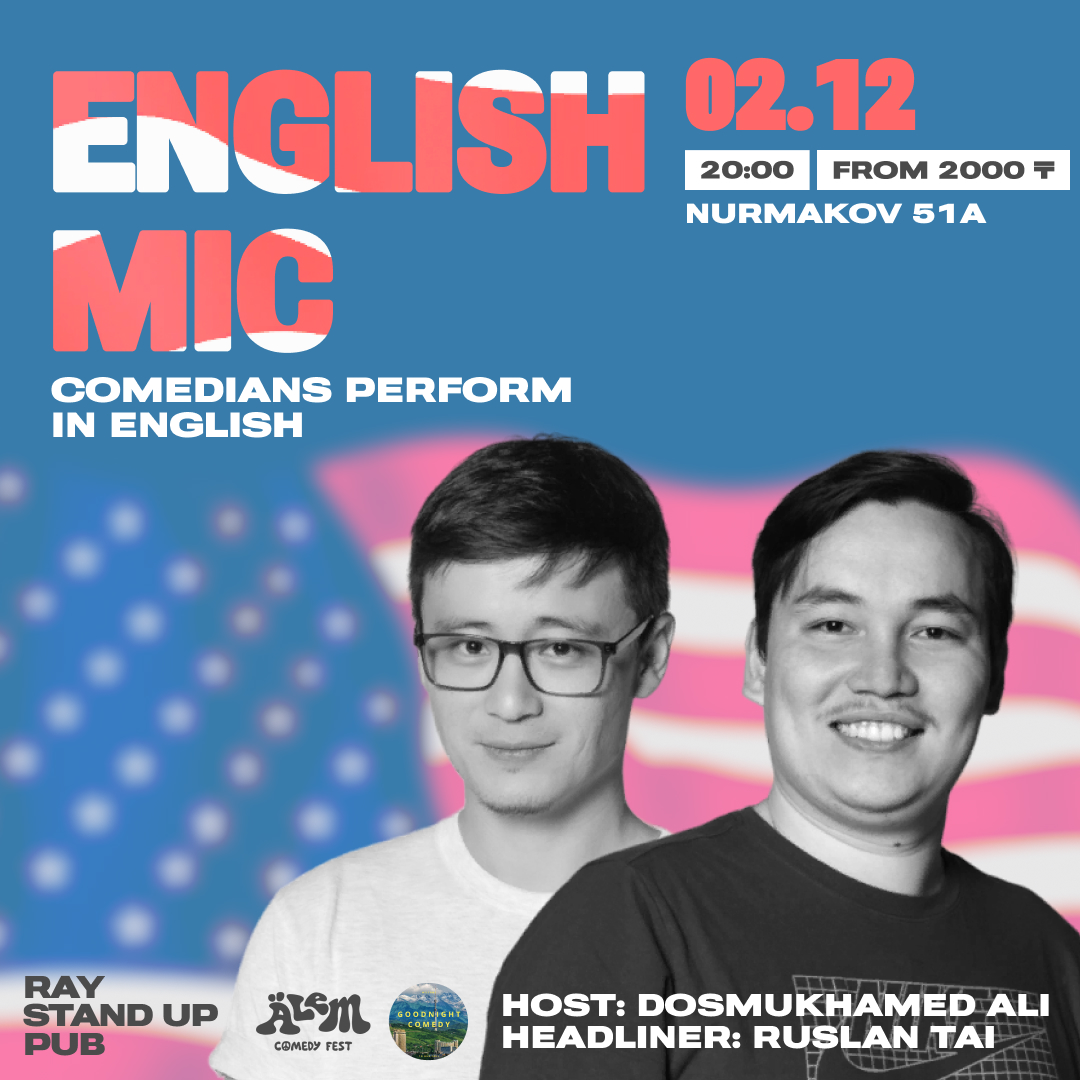 ENGLISH
MIC
COMEDIANS PERFORM
IN ENGLISH
02.12
20:00
FROM 2000 ₸
NURMAKOV 51A
RAY
STAND UP
PUB
ÄLEM
COMEDY FEST
GOODNIGHT
COMEDY
HOST: DOSMUKHAMED ALI
HEADLINER: RUSLAN TAI